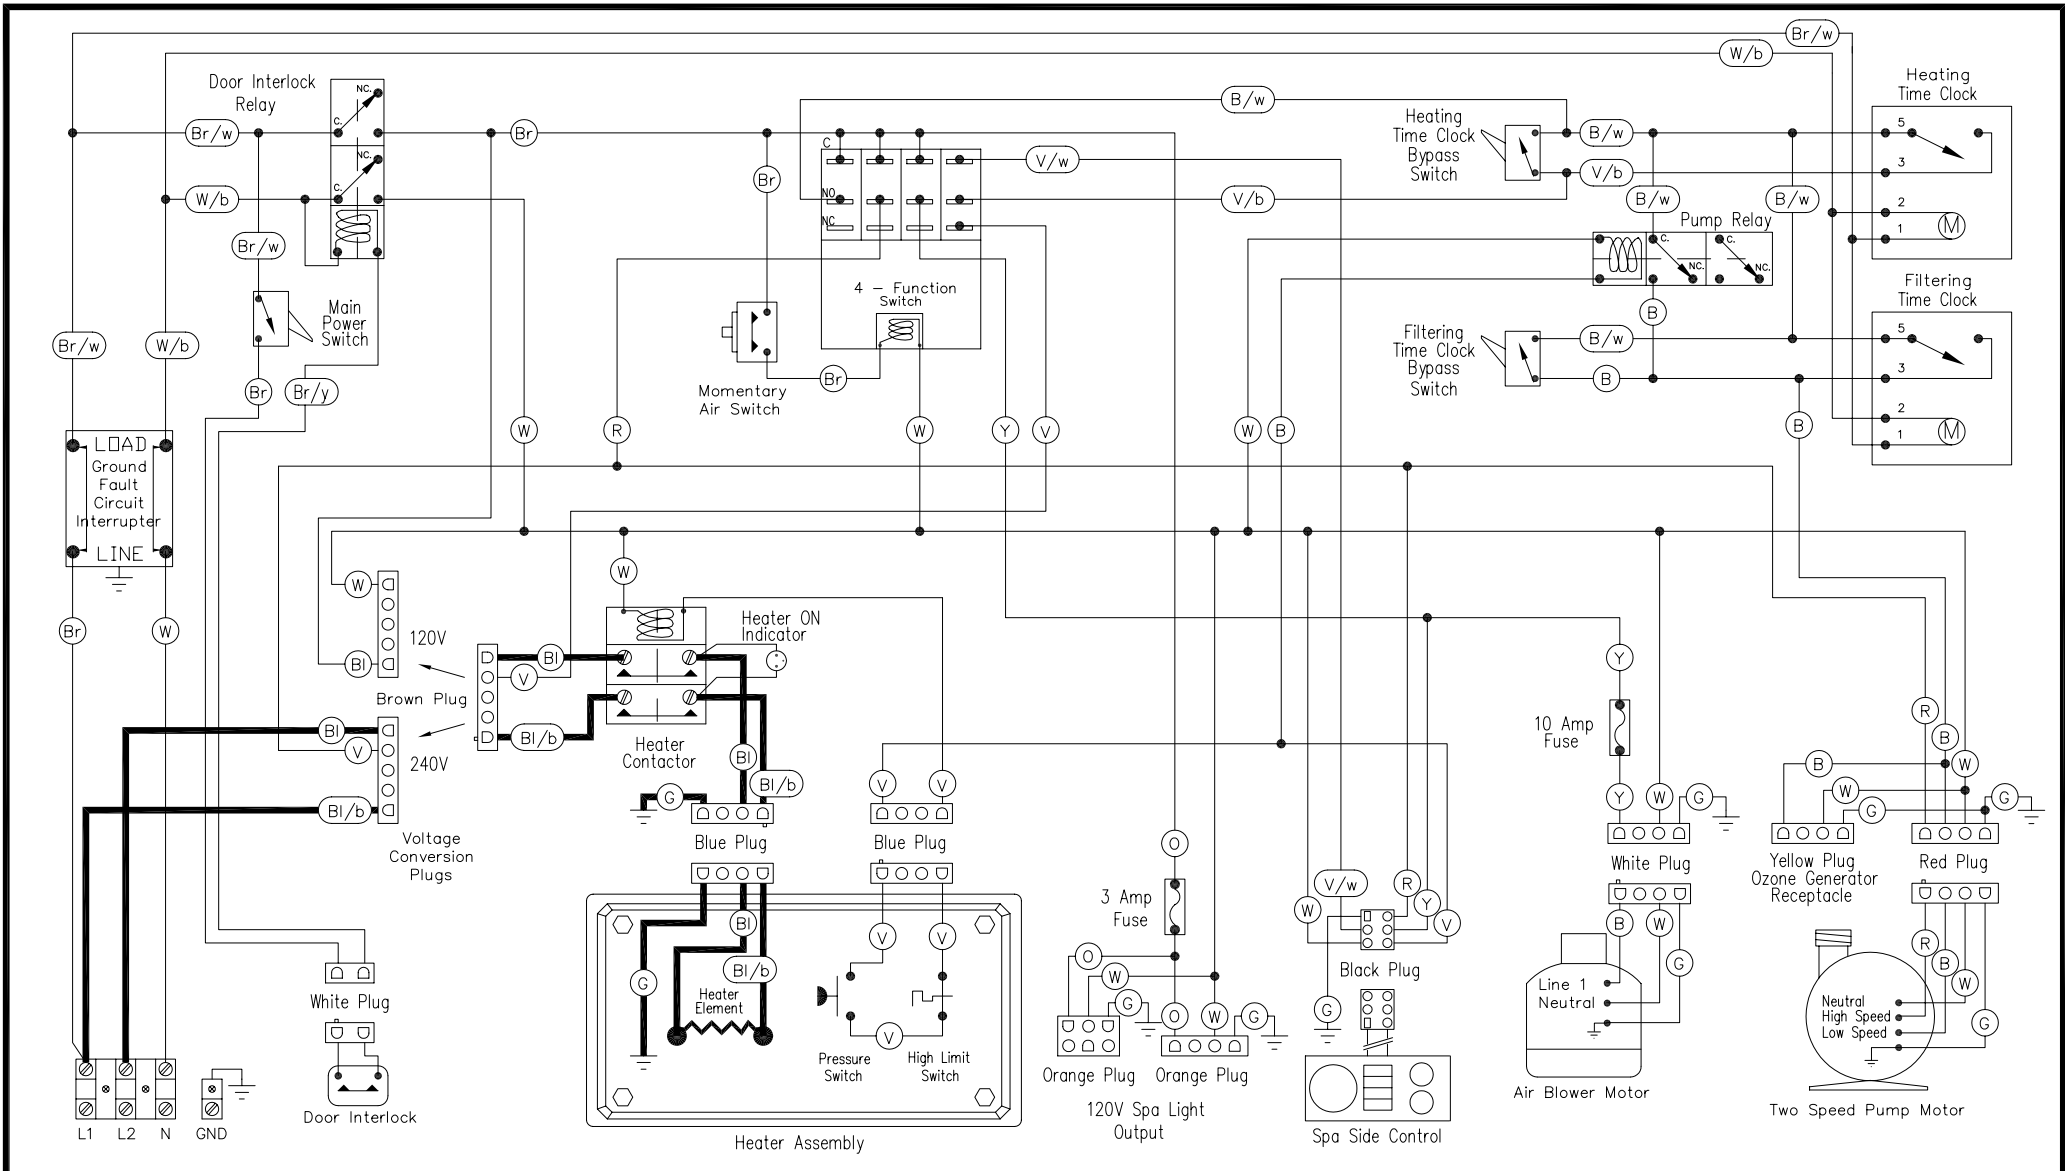 Br/w
W/b
Door Interlock
Relay
NC.
C.
NC.
C.
Br/w
W/b
Br/w
Main
Power
Switch
Br/w
W/b
Br
Br/y
Br
LOAD
Ground
Fault
Circuit
Interrupter
LINE
Br
W
L1
L2
N
GND
W
Bl
120V
Brown Plug
Bl
V
240V
Bl/b
Voltage
Conversion
Plugs
White Plug
Door Interlock
W
R
Br
Br
Momentary
Air Switch
C
NO
NC
4 - Function
Switch
V/w
B/w
V/b
W
Y
V
W
B
W
Heater ON
Indicator
Bl
V
Bl/b
Heater
Contactor
Bl
Bl/b
G
Blue Plug
V
V
Blue Plug
G
Bl
Bl/b
Heater
Element
V
V
V
Pressure
Switch
High Limit
Switch
Heater Assembly
Heating
Time Clock
Bypass
Switch
B/w
V/b
B/w
B/w
Pump Relay
C.
NC.
C.
NC.
B
Filtering
Time Clock
Bypass
Switch
B/w
B
B
Heating
Time Clock
5
3
2
1
M
Filtering
Time Clock
5
3
2
1
M
O
3 Amp
Fuse
O
W
G
O
W
G
Orange Plug
Orange Plug
120V Spa Light
Output
V/w
W
R
Y
V
G
Black Plug
Spa Side Control
Y
10 Amp
Fuse
Y
W
G
White Plug
B
W
G
Line 1
Neutral
Air Blower Motor
R
B
W
B
W
G
G
Yellow Plug
Ozone Generator
Receptacle
Red Plug
R
B
W
G
Neutral
High Speed
Low Speed
Two Speed Pump Motor